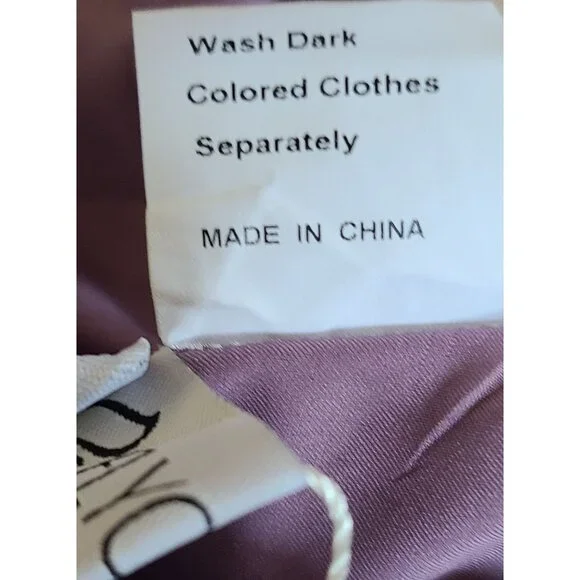 Wash Dark
Colored Clothes
Separately
MADE IN CHINA